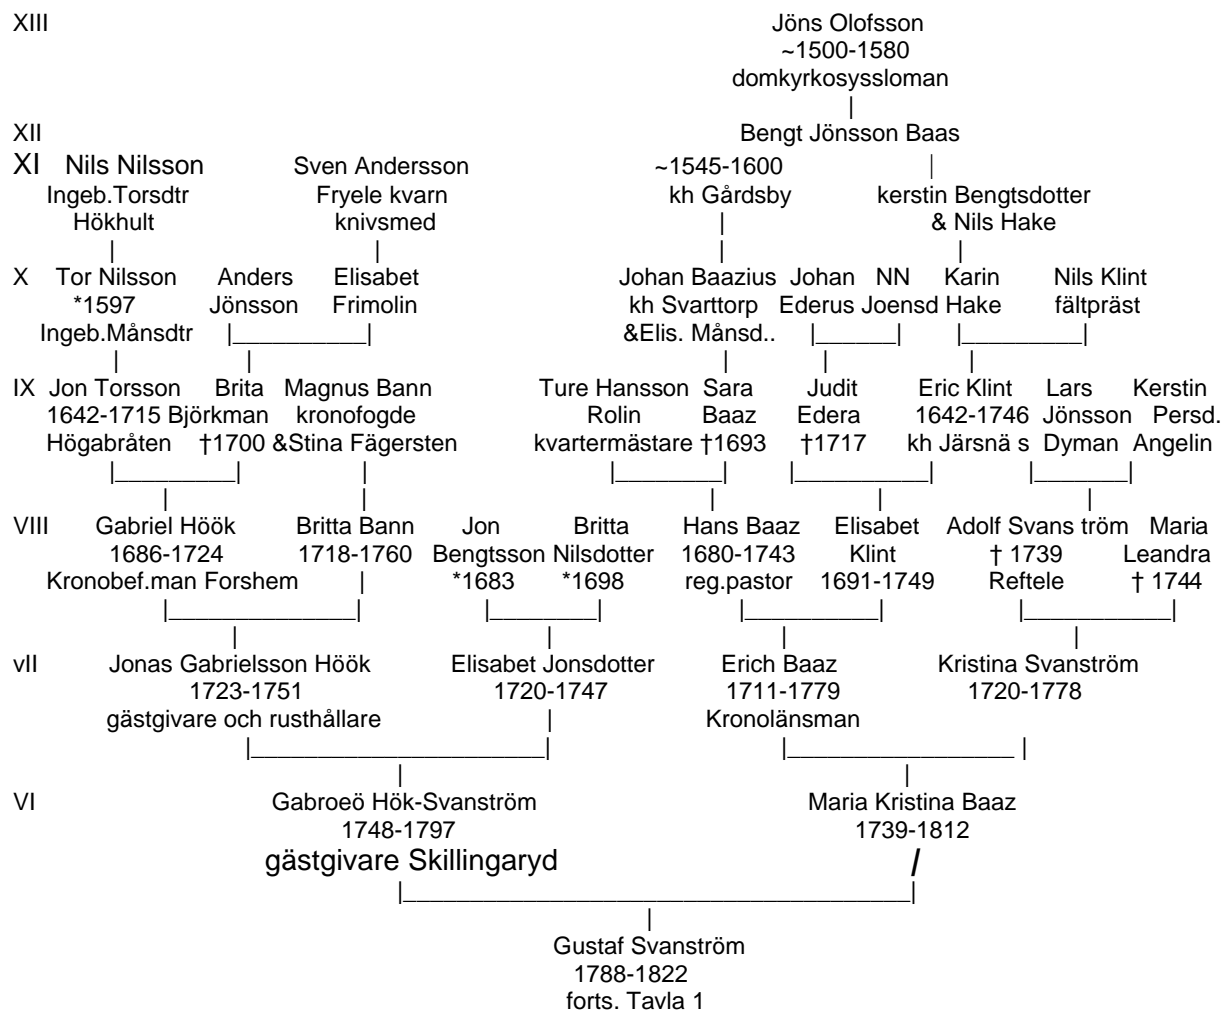 XIII Jöns Olofsson
~1500-1580
domkyrkosyssloman
XII Bengt Jönsson Baas
XI Nils Nilsson Sven Andersson ~1545-1600
Ingeb.Torsdtr Fryele kvarn kh Gårdsby kerstin Bengtsdotter
Hökhult knivsmed & Nils Hake
X Tor Nilsson Anders Elisabet Johan Baazius Johan NN Karin Nils Klint
*1597 Jönsson Frimolin kh Svarttorp Ederus Joensd Hake fältpräst
Ingeb.Månsdtr &Elis. Månsd..
IX Jon Torsson Brita Magnus Bann Ture Hansson Sara Judit Eric Klint Lars Kerstin
1642-1715 Björkman kronofogde Rolin Baaz Edera 1642-1746 Jönsson Persd.
Högabråten †1700 &Stina Fägersten kvartermästare †1693 †1717 kh Järsnä s Dyman Angelin
VIII Gabriel Höök Britta Bann Jon Britta Hans Baaz Elisabet Adolf Svans tröm Maria
1686-1724 1718-1760 Bengtsson Nilsdotter 1680-1743 Klint † 1739 Leandra
Kronobef.man Forshem *1683 *1698 reg.pastor 1691-1749 Reftele † 1744
vII Jonas Gabrielsson Höök Elisabet Jonsdotter Erich Baaz Kristina Svanström
1723-1751 1720-1747 1711-1779 1720-1778
gästgivare och rusthållare Kronolänsman
VI Gabroeö Hök-Svanström Maria Kristina Baaz
1748-1797 1739-1812
gästgivare Skillingaryd
Gustaf Svanström
1788-1822
forts. Tavla 1